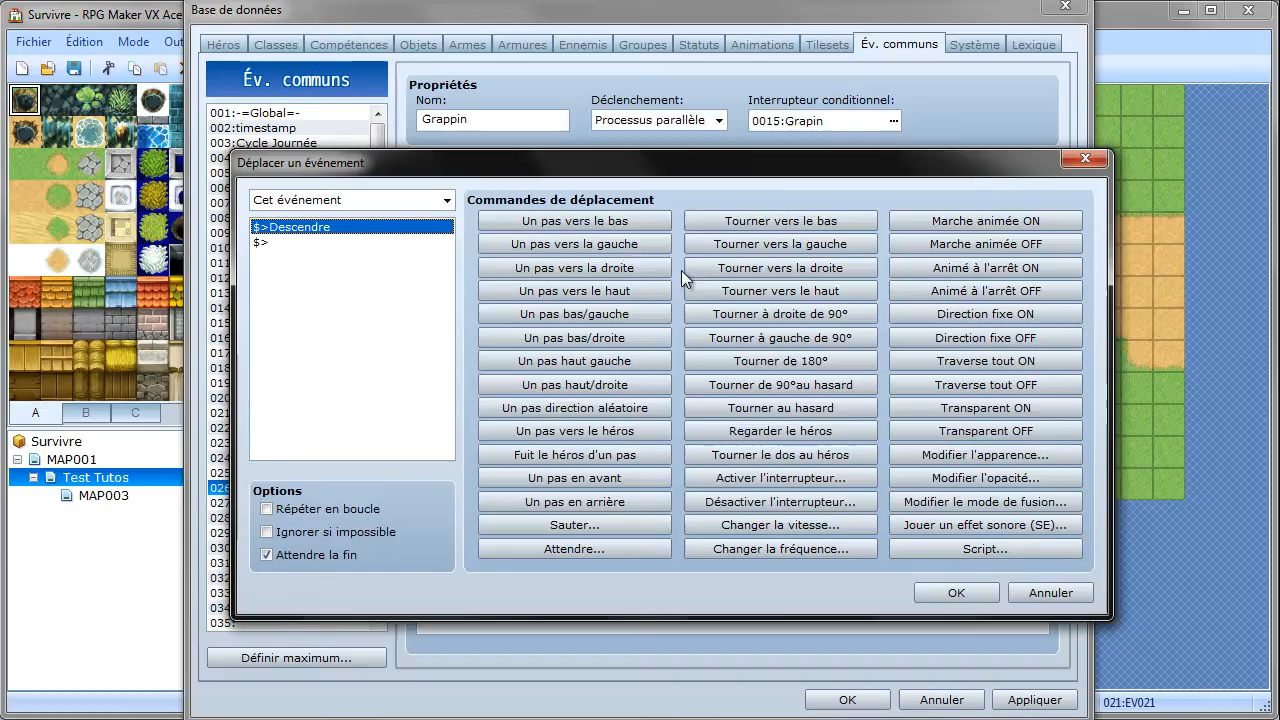 Survivre - RPG Maker VX Ace
Base de données
Fichier Édition Mode
Héros Classes Compétences Objets Armes Armures Ennemis Groupes Statuts Animations Tilesets Év. communs Système Lexique
Év. communs
Propriétés
Nom: Déclenchement: Interrupteur conditionnel:
Grappin Processus parallèle 0015:Grapin ...
001:-=Global=-
002:timestamp
003:Cycle Journée
Déplacer un événement
Cet événement
$>Descendre
$>
Commandes de déplacement
Un pas vers le bas Tourner vers le bas Marche animée ON
Un pas vers la gauche Tourner vers la gauche Marche animée OFF
Un pas vers la droite Tourner vers la droite Animé à l'arrêt ON
Un pas vers le haut Tourner vers le haut Animé à l'arrêt OFF
Un pas bas/gauche Tourner à droite de 90° Direction fixe ON
Un pas bas/droite Tourner à gauche de 90° Direction fixe OFF
Un pas haut gauche Tourner de 180° Traverse tout ON
Un pas haut/droite Tourner de 90°au hasard Traverse tout OFF
Un pas direction aléatoire Tourner au hasard Transparent ON
Un pas vers le héros Regarder le héros Transparent OFF
Fuit le héros d'un pas Tourner le dos au héros Modifier l'apparence...
Un pas en avant Activer l'interrupteur... Modifier l'opacité...
Un pas en arrière Désactiver l'interrupteur... Modifier le mode de fusion...
Sauter... Changer la vitesse... Jouer un effet sonore (SE)...
Attendre... Changer la fréquence... Script...
Options
Répéter en boucle
Ignorer si impossible
Attendre la fin
OK Annuler
A B C
Survivre
MAP001
Test Tutos
MAP003
035:
Définir maximum...
OK Annuler Appliquer
021:EV021